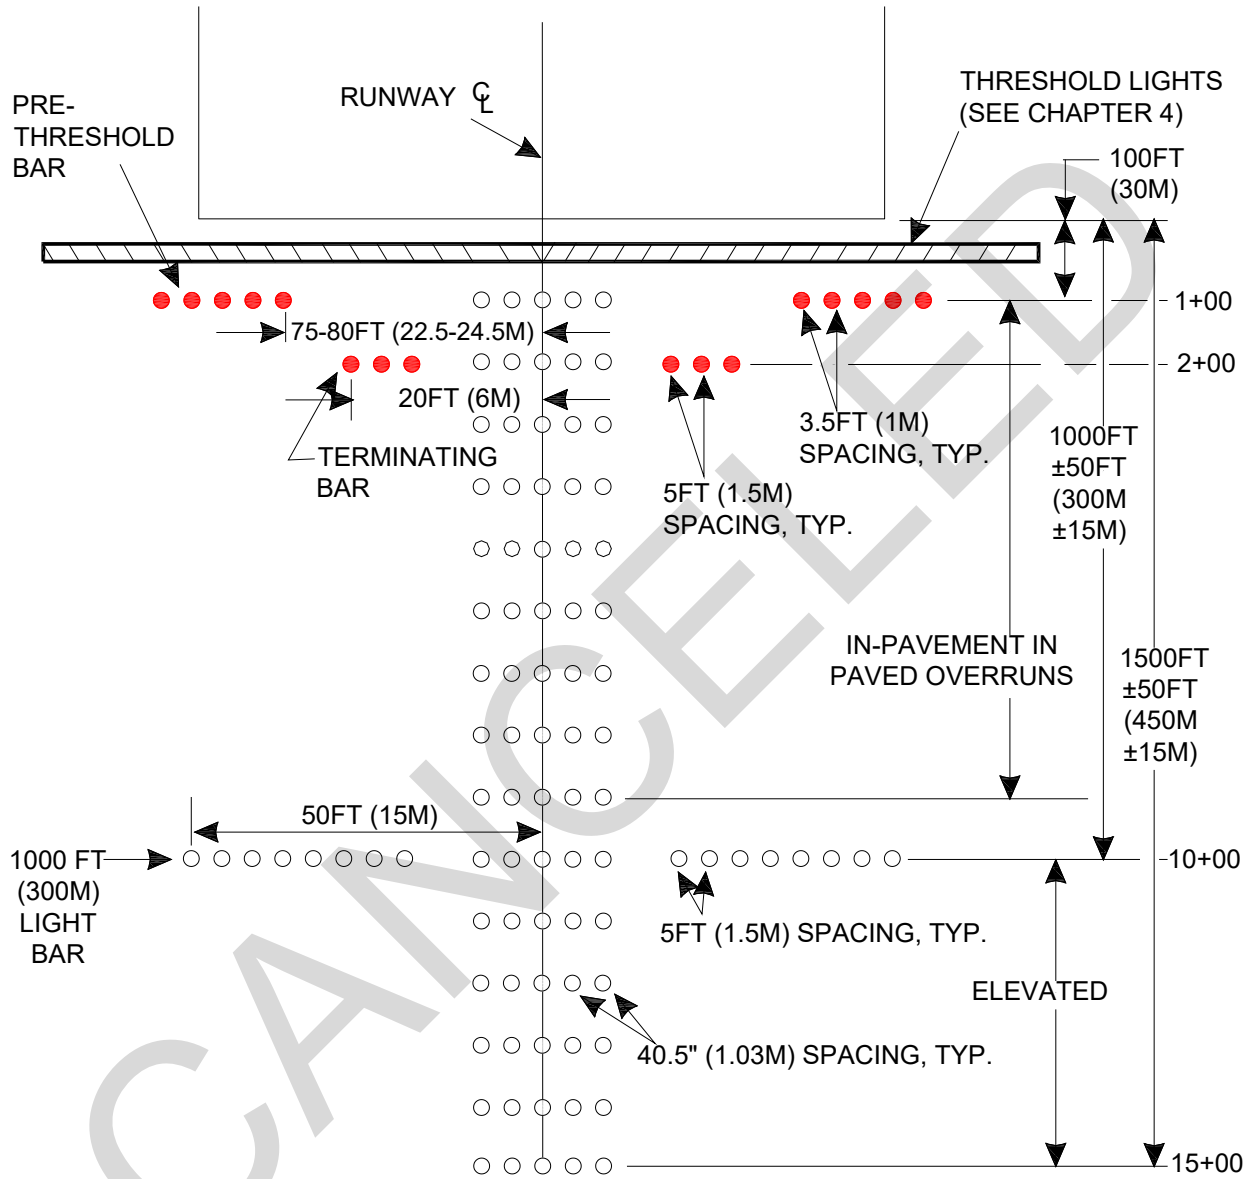 PRE-
THRESHOLD
BAR
RUNWAY ℄
THRESHOLD LIGHTS
(SEE CHAPTER 4)
100FT
(30M)
1+00
75-80FT (22.5-24.5M)
2+00
20FT (6M)
TERMINATING
BAR
3.5FT (1M)
SPACING, TYP.
5FT (1.5M)
SPACING, TYP.
1000FT
±50FT
(300M
±15M)
IN-PAVEMENT IN
PAVED OVERRUNS
1500FT
±50FT
(450M
±15M)
50FT (15M)
1000 FT
(300M)
LIGHT
BAR
10+00
5FT (1.5M) SPACING, TYP.
ELEVATED
40.5" (1.03M) SPACING, TYP.
15+00
CANCELED